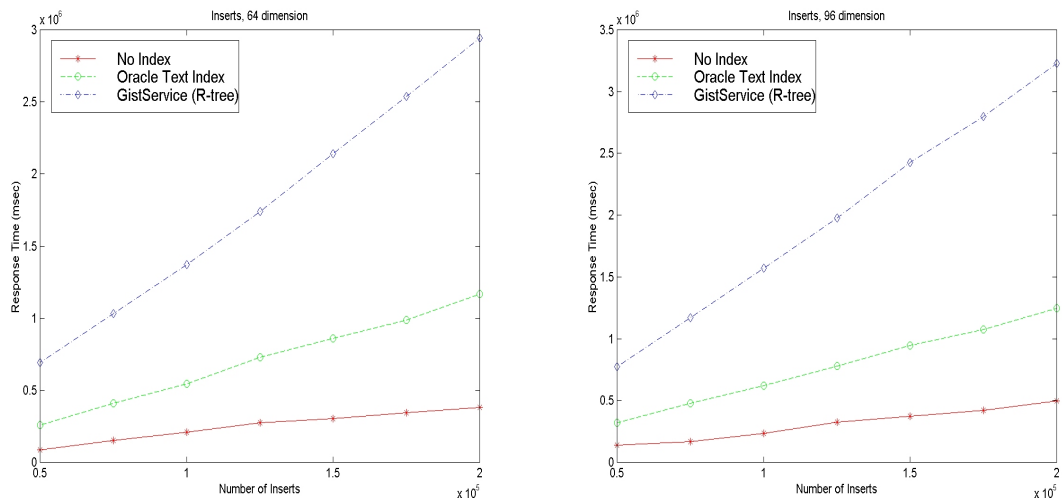 x 10^6
Inserts, 64 dimension
3
No Index
Oracle Text Index
GistService (R-tree)
2.5
2
1.5
1
0.5
0
Response Time (msec)
0.5
1
1.5
2
Number of Inserts
x 10^5
x 10^6
Inserts, 96 dimension
3.5
No Index
Oracle Text Index
GistService (R-tree)
3
2.5
2
1.5
1
0.5
0
Response Time (msec)
0.5
1
1.5
2
Number of Inserts
x 10^5